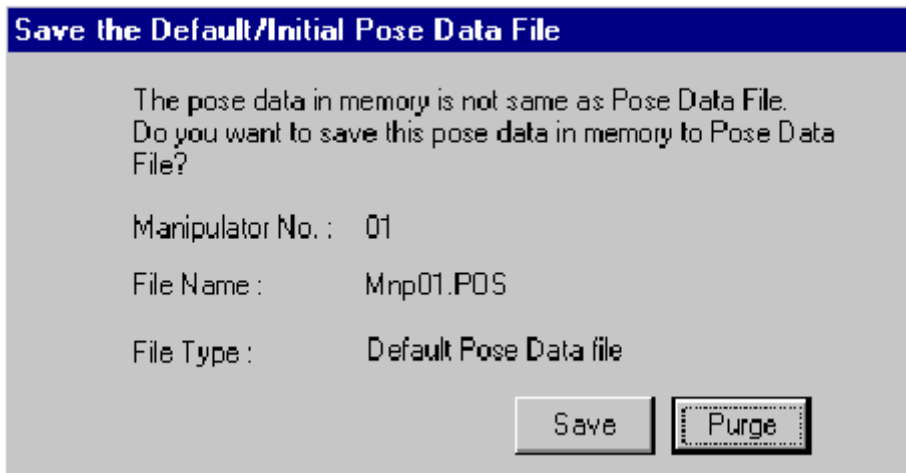 Save the Default/Initial Pose Data File
The pose data in memory is not same as Pose Data File.
Do you want to save this pose data in memory to Pose Data
File?
Manipulator No. : 01
File Name : Mnp01.POS
File Type : Default Pose Data file
Save Purge